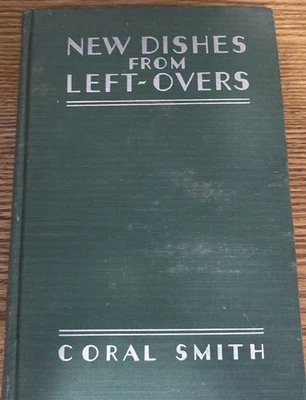 NEW DISHES
FROM
LEFT-OVERS
CORAL SMITH